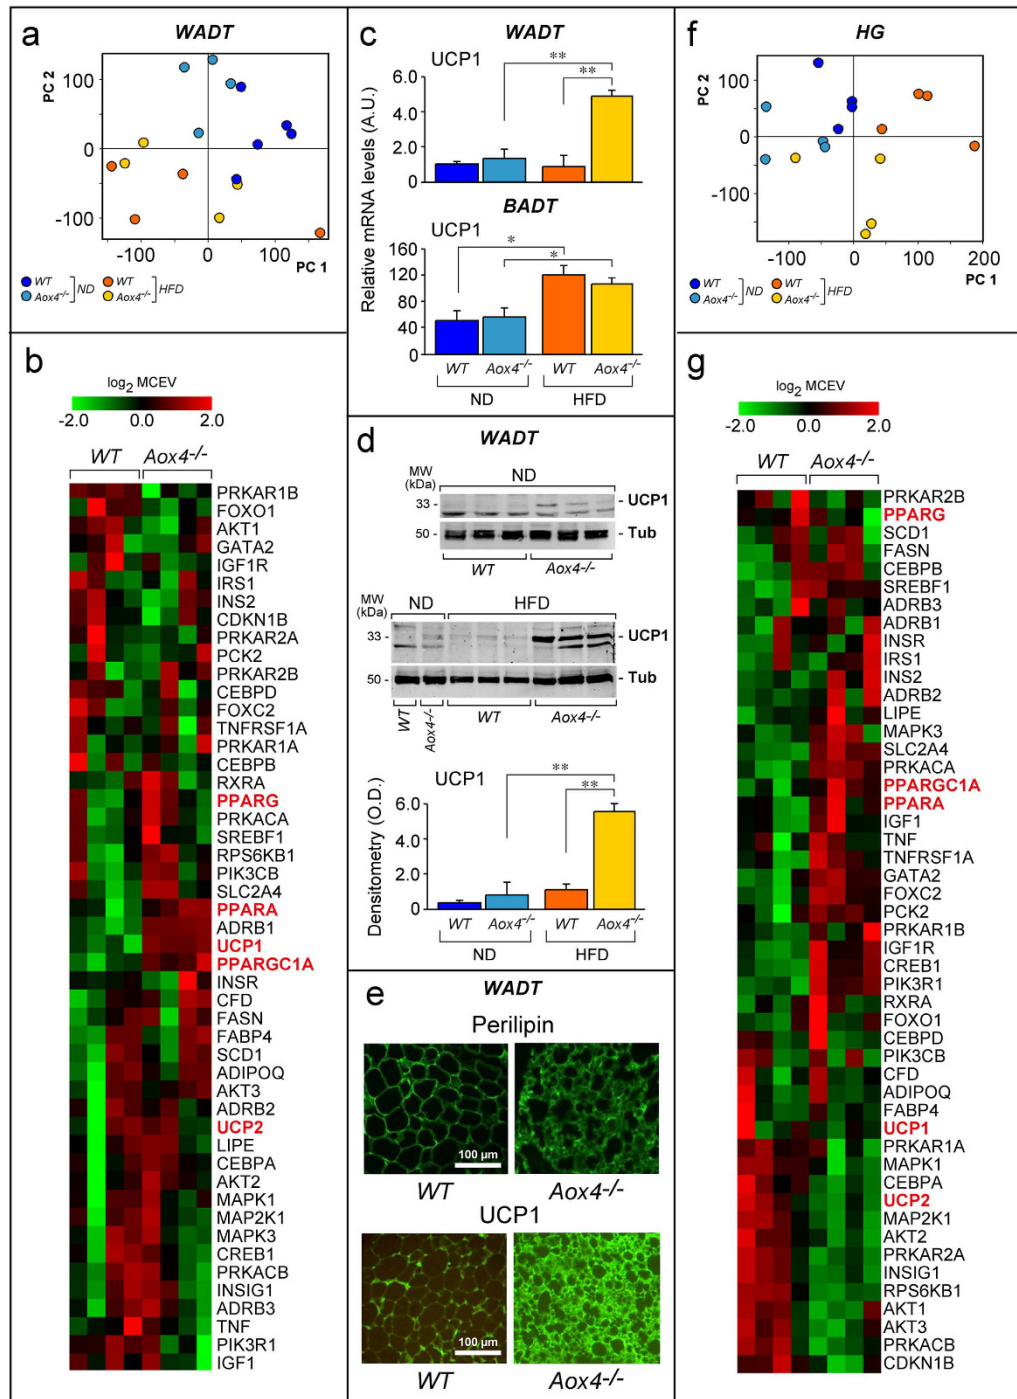 a
WADT
PC 2
100
0
-100
-100
0
100
PC 1
WT
Aox4-/-
ND
WT
Aox4-/-
HFD
b
log2 MCEV
-2.0
0.0
2.0
WT
Aox4-/-
PRKAR1B
FOXO1
AKT1
GATA2
IGF1R
IRS1
INS2
CDKN1B
PRKAR2A
PCK2
PRKAR2B
CEBPD
FOXC2
TNFRSF1A
PRKAR1A
CEBPB
RXRA
PPARG
PRKACA
SREBF1
RPS6KB1
PIK3CB
SLC2A4
PPARA
ADRB1
UCP1
PPARGC1A
INSR
CFD
FASN
FABP4
SCD1
ADIPOQ
AKT3
ADRB2
UCP2
LIPE
CEBPA
AKT2
MAPK1
MAP2K1
MAPK3
CREB1
PRKACB
INSIG1
ADRB3
TNF
PIK3R1
IGF1
c
WADT
UCP1
6.0
4.0
2.0
0.0
**
**
Relative mRNA levels (A.U.)
BADT
UCP1
160
120
80
40
0.0
*
*
WT
Aox4-/-
WT
Aox4-/-
ND
HFD
d
WADT
MW
(kDa)
ND
33 -
- UCP1
50 -
- Tub
WT
Aox4-/-
MW
(kDa)
ND
HFD
33 -
- UCP1
50 -
- Tub
WT
Aox4-/-
WT
Aox4-/-
UCP1
Densitometry (O.D.)
6.0
4.0
2.0
0.0
**
**
WT
Aox4-/-
WT
Aox4-/-
ND
HFD
e
WADT
Perilipin
100 µm
WT
Aox4-/-
UCP1
100 µm
WT
Aox4-/-
f
HG
PC 2
100
0
-100
-100
0
100
200
PC 1
WT
Aox4-/-
ND
WT
Aox4-/-
HFD
g
log2 MCEV
-2.0
0.0
2.0
WT
Aox4-/-
PRKAR2B
PPARG
SCD1
FASN
CEBPB
SREBF1
ADRB3
ADRB1
INSR
IRS1
INS2
ADRB2
LIPE
MAPK3
SLC2A4
PRKACA
PPARGC1A
PPARA
IGF1
TNF
TNFRSF1A
GATA2
FOXC2
PCK2
PRKAR1B
IGF1R
CREB1
PIK3R1
RXRA
FOXO1
CEBPD
PIK3CB
CFD
ADIPOQ
FABP4
UCP1
PRKAR1A
MAPK1
CEBPA
UCP2
MAP2K1
AKT2
PRKAR2A
INSIG1
RPS6KB1
AKT1
AKT3
PRKACB
CDKN1B